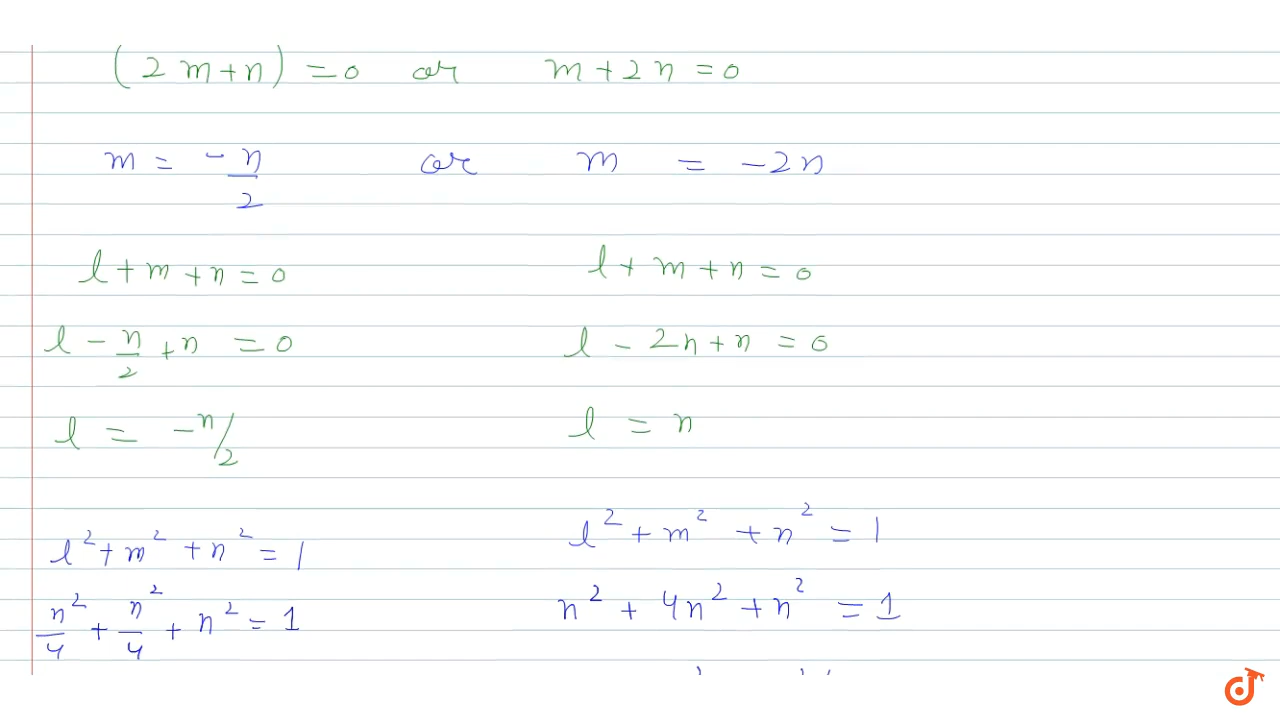 (2m+n) = 0 or m+2n = 0
m = -n/2 or m = -2n
l+m+n=0 l+m+n=0
l - n/2 + n = 0 l - 2n + n = 0
l = -n/2 l = n
l²+m²+n²=1 l²+m²+n²=1
n²/4 + n²/4 + n² = 1 n² + 4n² + n² = 1